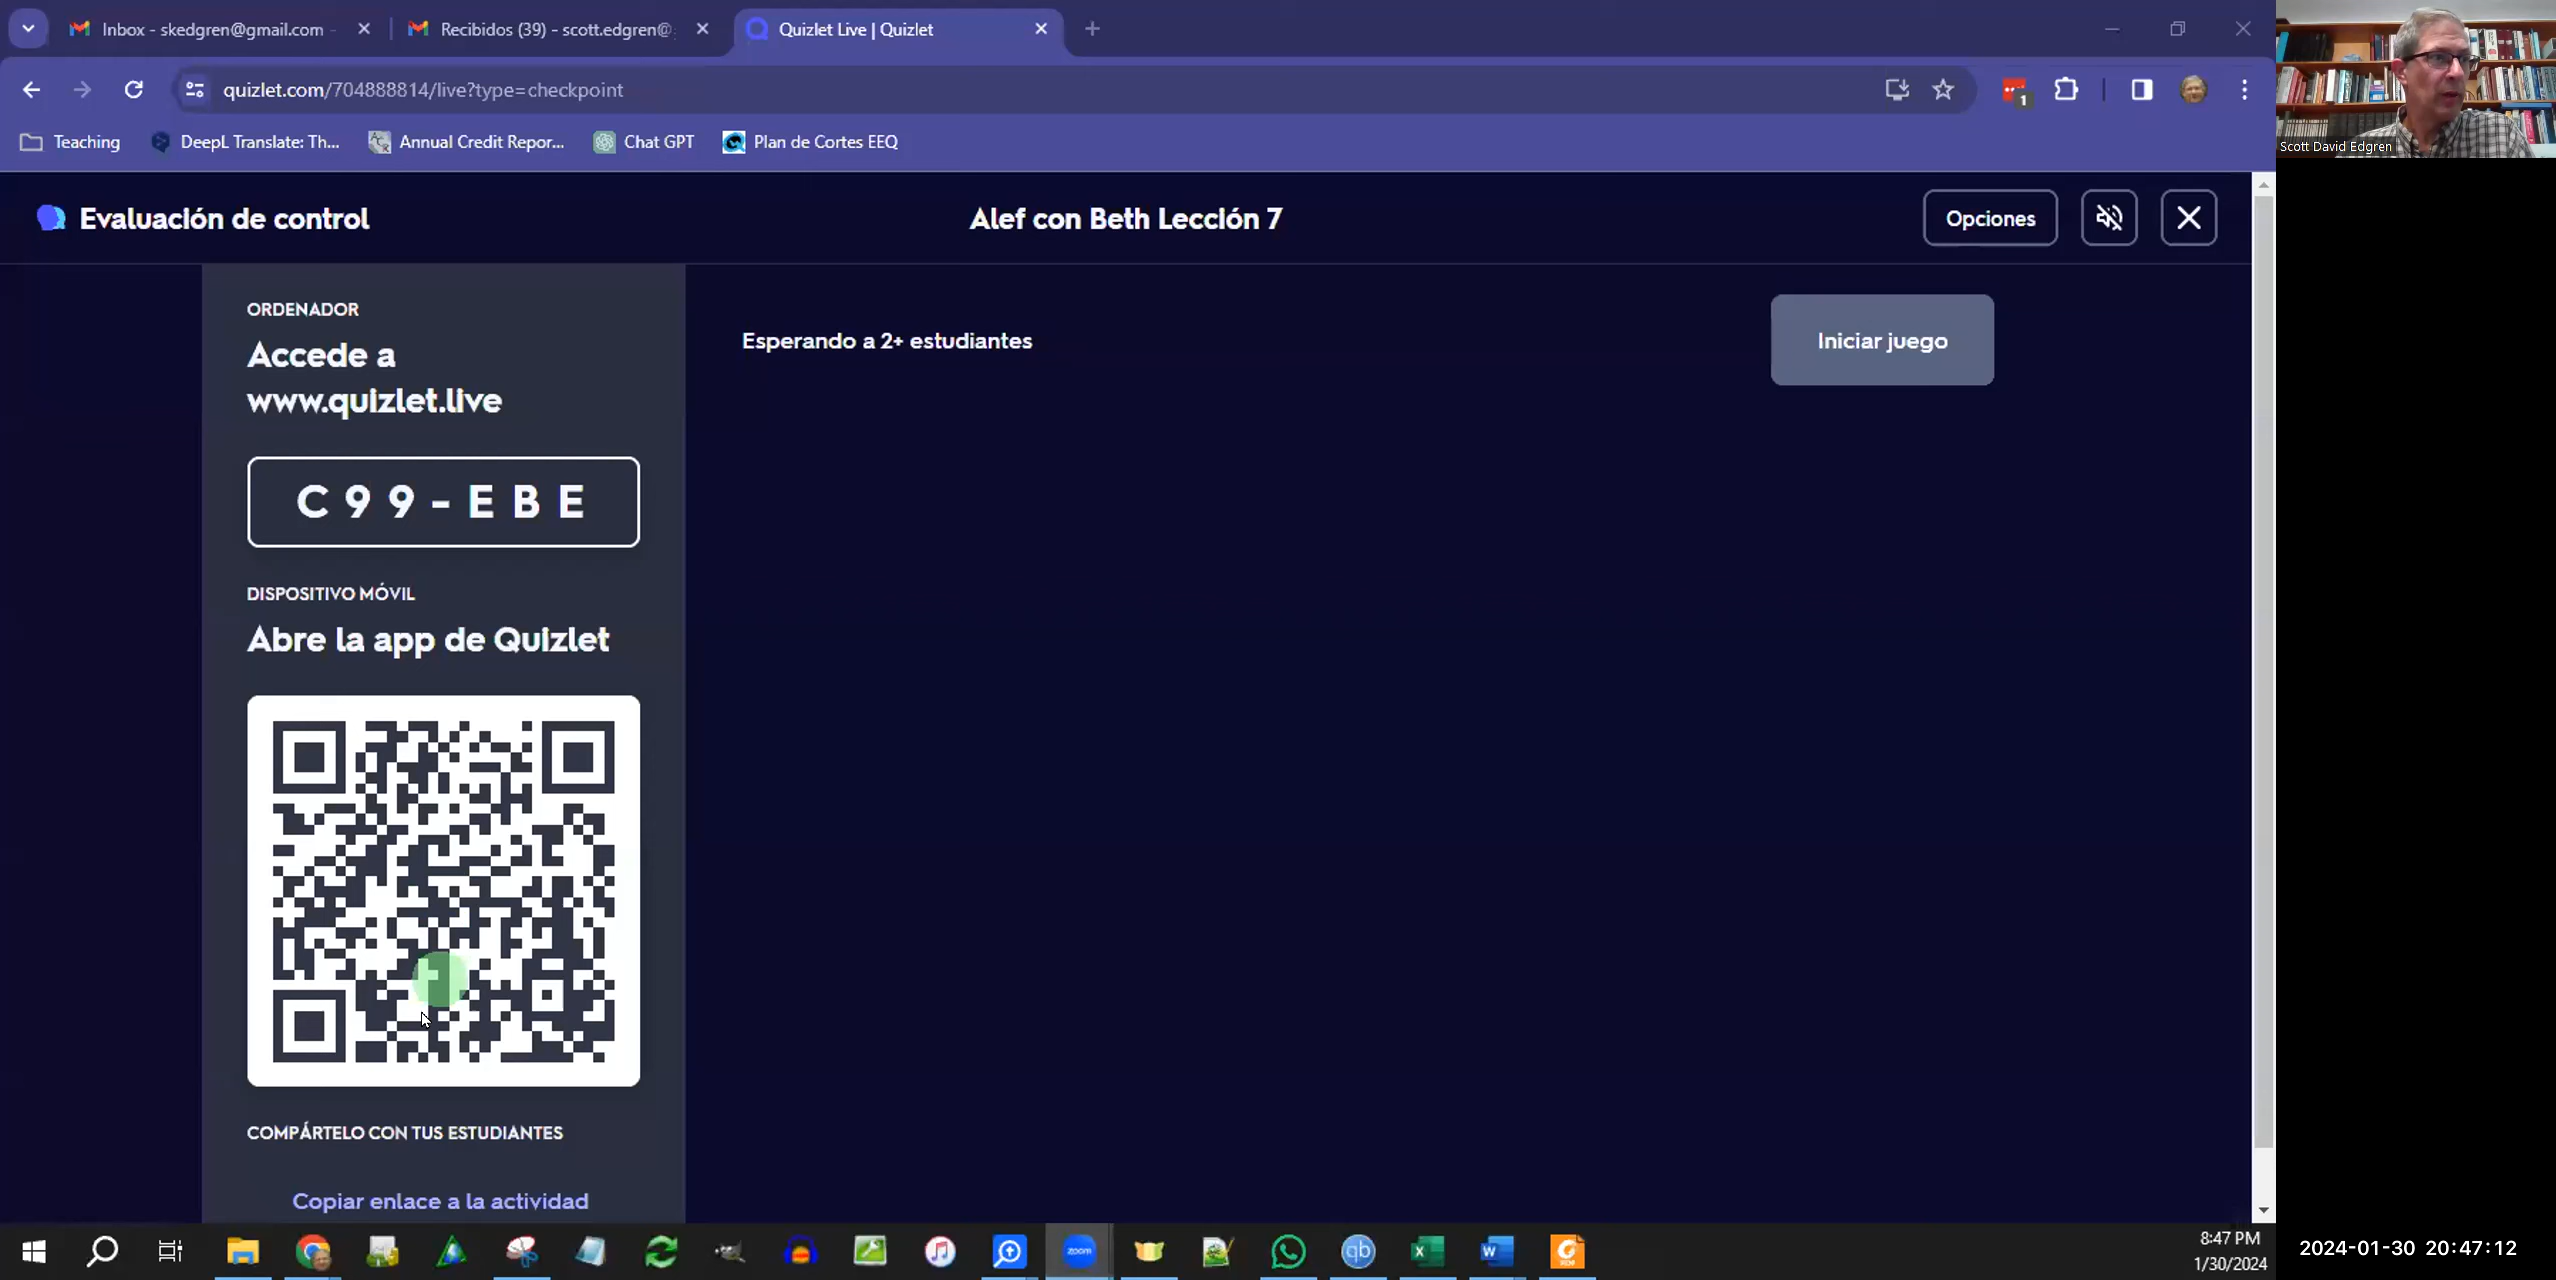 Inbox - skedgren@gmail.com -
Recibidos (39) - scott.edgren@
Quizlet Live | Quizlet
quizlet.com/704888814/live?type=checkpoint
1
Teaching
DeepL Translate: Th...
Annual Credit Repor...
Chat GPT
Plan de Cortes EEQ
Scott David Edgren
Evaluación de control
Alef con Beth Lección 7
Opciones
ORDENADOR
Accede a
www.quizlet.live
C99-EBE
DISPOSITIVO MÓVIL
Abre la app de Quizlet
COMPÁRTELO CON TUS ESTUDIANTES
Copiar enlace a la actividad
Esperando a 2+ estudiantes
Iniciar juego
zoom
qb
8:47 PM
1/30/2024
2024-01-30 20:47:12